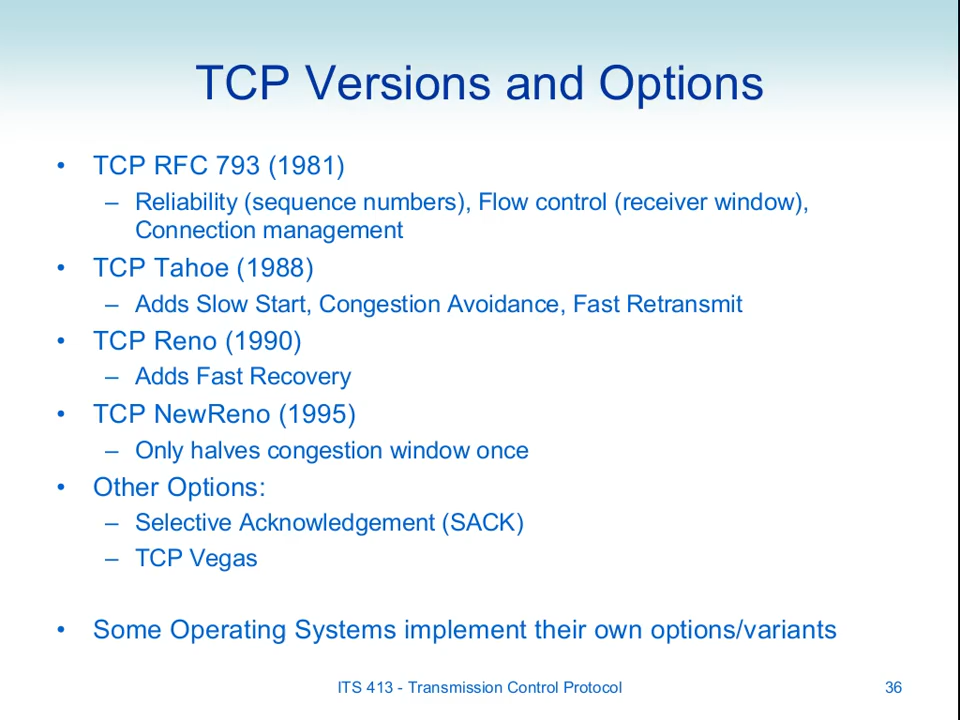 TCP Versions and Options
• TCP RFC 793 (1981)
– Reliability (sequence numbers), Flow control (receiver window),
Connection management
• TCP Tahoe (1988)
– Adds Slow Start, Congestion Avoidance, Fast Retransmit
• TCP Reno (1990)
– Adds Fast Recovery
• TCP NewReno (1995)
– Only halves congestion window once
• Other Options:
– Selective Acknowledgement (SACK)
– TCP Vegas
• Some Operating Systems implement their own options/variants
ITS 413 - Transmission Control Protocol 36